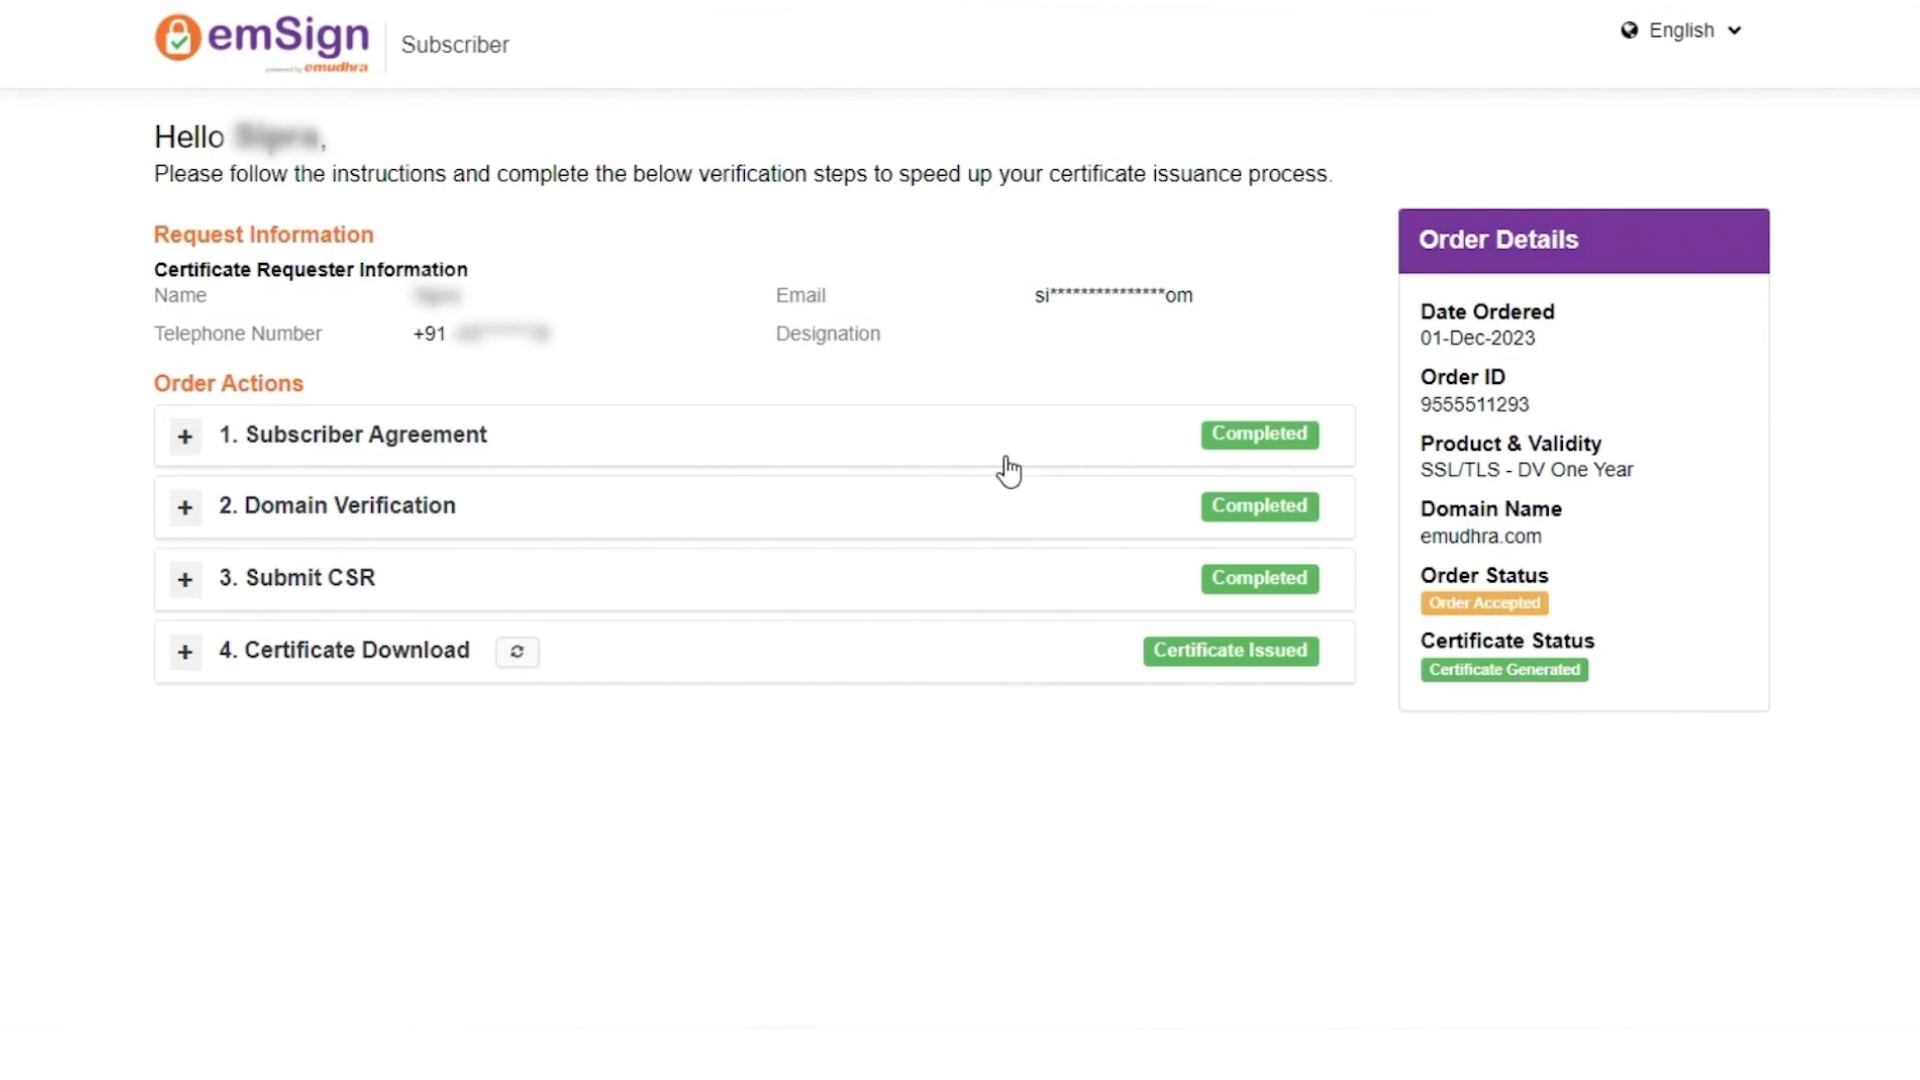 emSign
powered by emudhra
Subscriber
English
Hello
Please follow the instructions and complete the below verification steps to speed up your certificate issuance process.
Request Information
Certificate Requester Information
Name
Email si***************om
Telephone Number +91
Designation
Order Actions
+ 1. Subscriber Agreement Completed
+ 2. Domain Verification Completed
+ 3. Submit CSR Completed
+ 4. Certificate Download Certificate Issued
Order Details
Date Ordered
01-Dec-2023
Order ID
9555511293
Product & Validity
SSL/TLS - DV One Year
Domain Name
emudhra.com
Order Status
Order Accepted
Certificate Status
Certificate Generated